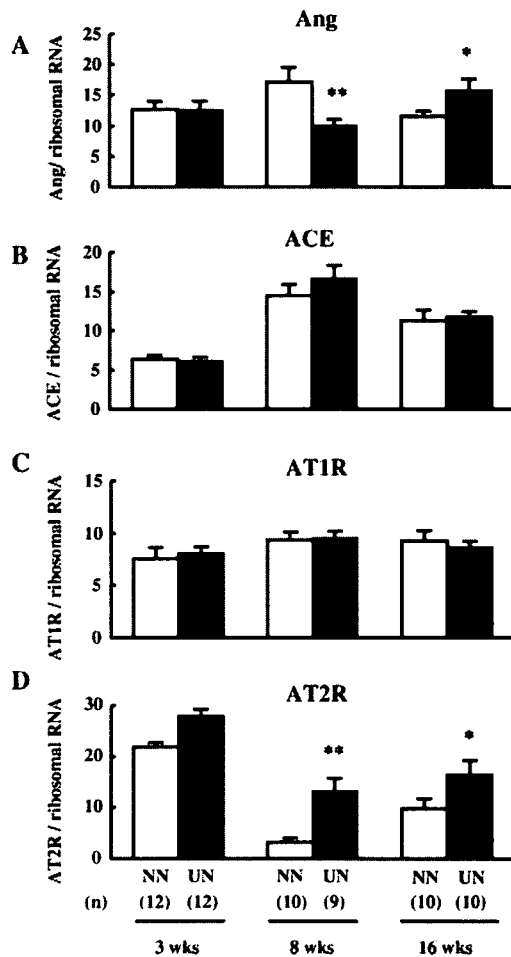 A
Ang
Ang/ ribosomal RNA
25
20
15
10
5
0
**
*
B
ACE
ACE / ribosomal RNA
20
15
10
5
0
C
AT1R
AT1R / ribosomal RNA
15
10
5
0
D
AT2R
AT2R / ribosomal RNA
30
20
10
0
**
*
NN UN NN UN NN UN
(n) (12) (12) (10) (9) (10) (10)
3 wks 8 wks 16 wks